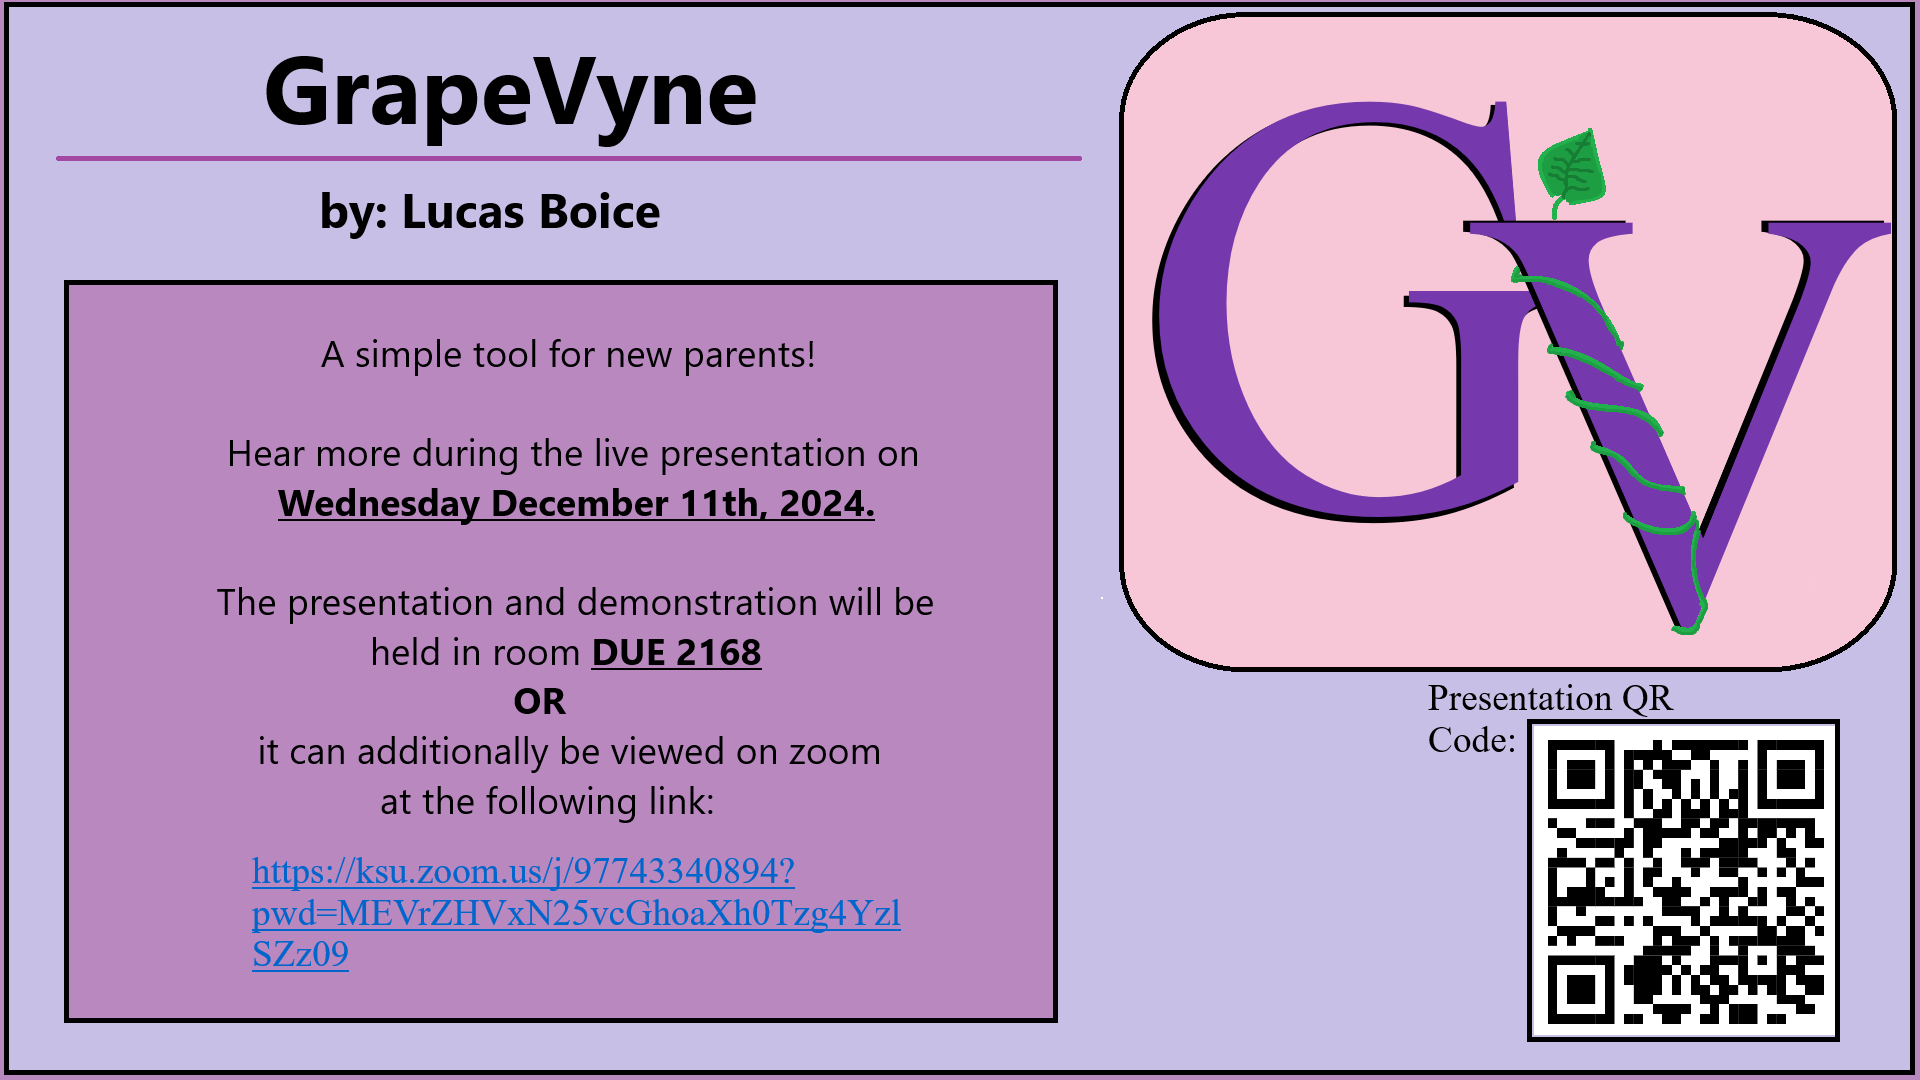 GrapeVyne
by: Lucas Boice
A simple tool for new parents!
Hear more during the live presentation on
Wednesday December 11th, 2024.
The presentation and demonstration will be
held in room DUE 2168
OR
it can additionally be viewed on zoom
at the following link:
https://ksu.zoom.us/j/97743340894?
pwd=MEVrZHVxN25vcGhoaXh0Tzg4Yzl
SZz09
GV
Presentation QR
Code: